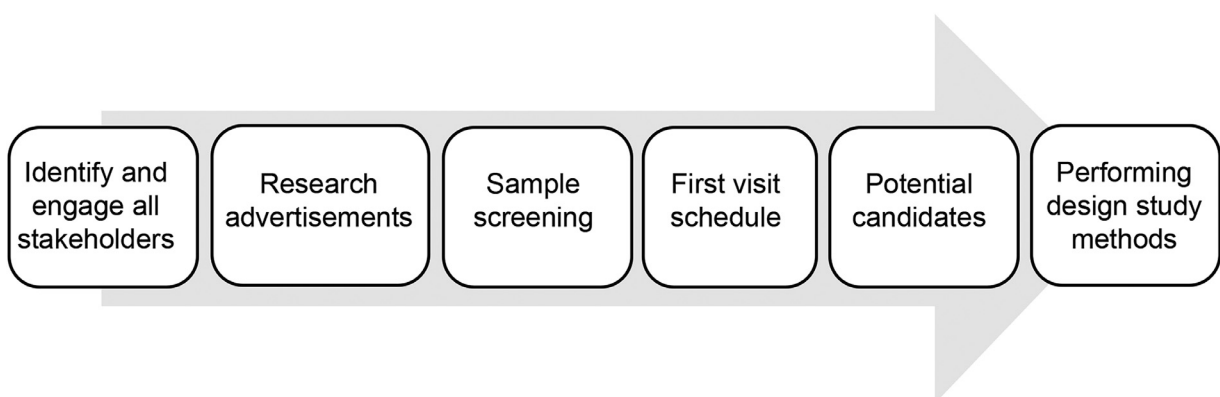 Identify and
engage all
stakeholders
Research
advertisements
Sample
screening
First visit
schedule
Potential
candidates
Performing
design study
methods